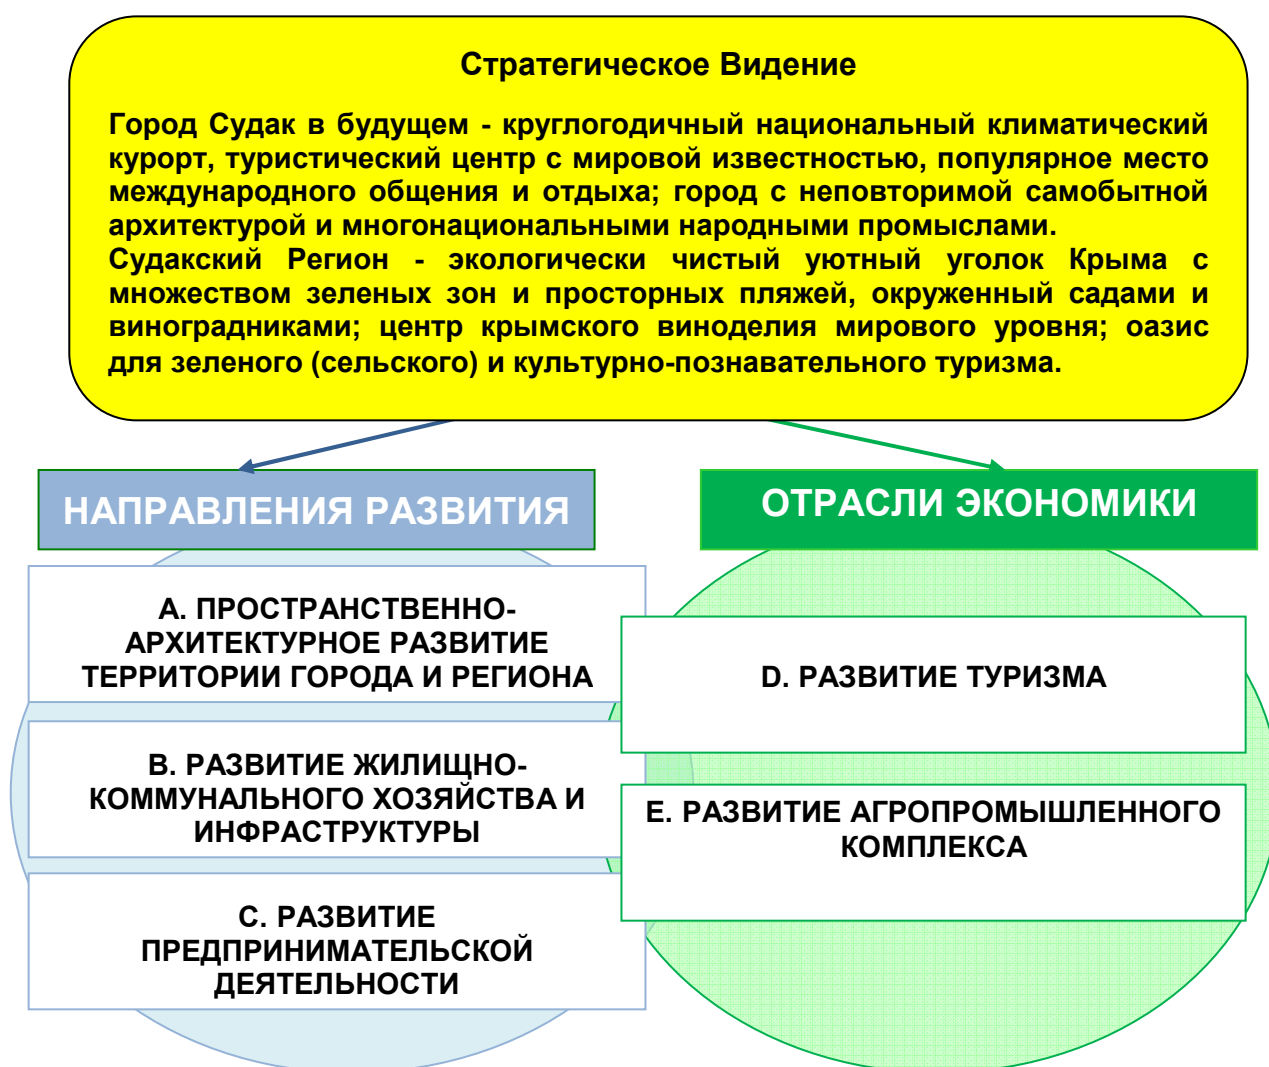 Стратегическое Видение
Город Судак в будущем - круглогодичный национальный климатический
курорт, туристический центр с мировой известностью, популярное место
международного общения и отдыха; город с неповторимой самобытной
архитектурой и многонациональными народными промыслами.
Судакский Регион - экологически чистый уютный уголок Крыма с
множеством зеленых зон и просторных пляжей, окруженный садами и
виноградниками; центр крымского виноделия мирового уровня; оазис
для зеленого (сельского) и культурно-познавательного туризма.
НАПРАВЛЕНИЯ РАЗВИТИЯ
A. ПРОСТРАНСТВЕННО-
АРХИТЕКТУРНОЕ РАЗВИТИЕ
ТЕРРИТОРИИ ГОРОДА И РЕГИОНА
B. РАЗВИТИЕ ЖИЛИЩНО-
КОММУНАЛЬНОГО ХОЗЯЙСТВА И
ИНФРАСТРУКТУРЫ
C. РАЗВИТИЕ
ПРЕДПРИНИМАТЕЛЬСКОЙ
ДЕЯТЕЛЬНОСТИ
ОТРАСЛИ ЭКОНОМИКИ
D. РАЗВИТИЕ ТУРИЗМА
E. РАЗВИТИЕ АГРОПРОМЫШЛЕННОГО
КОМПЛЕКСА